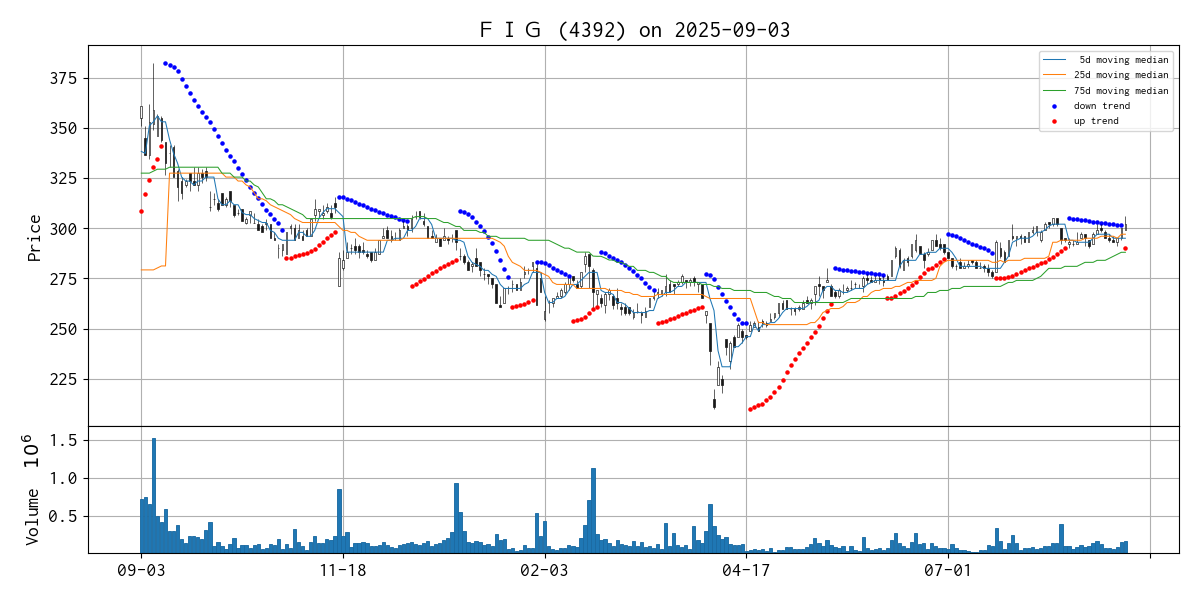 ＦＩＧ (4392) on 2025-09-03
5d moving median
25d moving median
75d moving median
down trend
up trend
Price
375
350
325
300
275
250
225
Volume 10^6
1.5
1.0
0.5
09-03
11-18
02-03
04-17
07-01